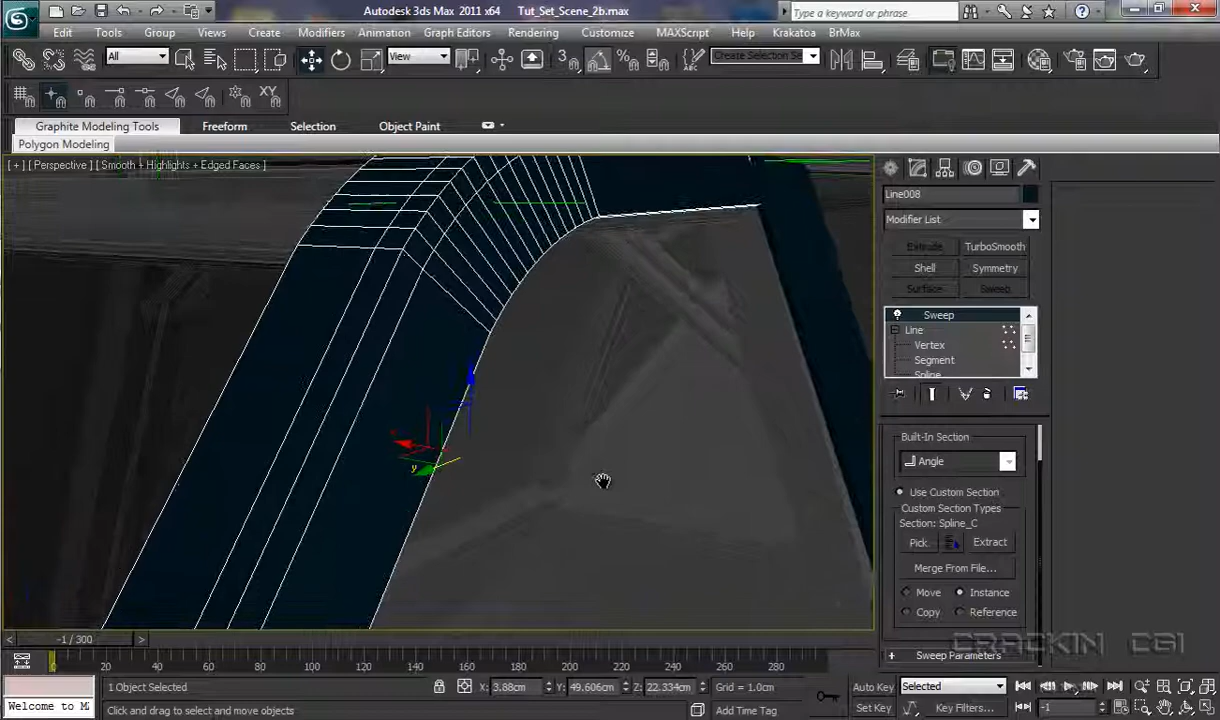 Autodesk 3ds Max 2011 x64 Tut_Set_Scene_2b.max
Type a keyword or phrase
Edit Tools Group Views Create Modifiers Animation Graph Editors Rendering Customize MAXScript Help Krakatoa BrMax
All View Create Selection Se
XY
Graphite Modeling Tools Freeform Selection Object Paint
Polygon Modeling
[ + ] [ Perspective ] [ Smooth + Highlights + Edged Faces ]
Line008
Modifier List
Extrude TurboSmooth
Shell Symmetry
Surface Sweep
Sweep
Line
Vertex
Segment
Spline
y
Built-In Section
Angle
Use Custom Section
Custom Section Types
Section: Spline_C
Pick Extract
Merge From File...
Move Instance
Copy Reference
CRACKIN CGI
+ Sweep Parameters
< -1 / 300 >
0 20 40 60 80 100 120 140 160 180 200 220 240 260 280
1 Object Selected X: 3.88cm Y: 49.606cm Z: 22.334cm Grid = 1.0cm Auto Key Selected
Welcome to M Click and drag to select and move objects Add Time Tag Set Key Key Filters... -1